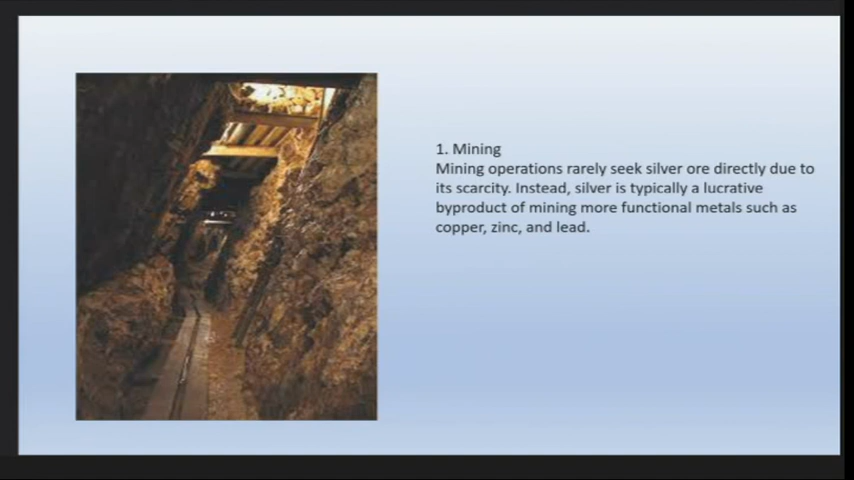 1. Mining
Mining operations rarely seek silver ore directly due to
its scarcity. Instead, silver is typically a lucrative
byproduct of mining more functional metals such as
copper, zinc, and lead.